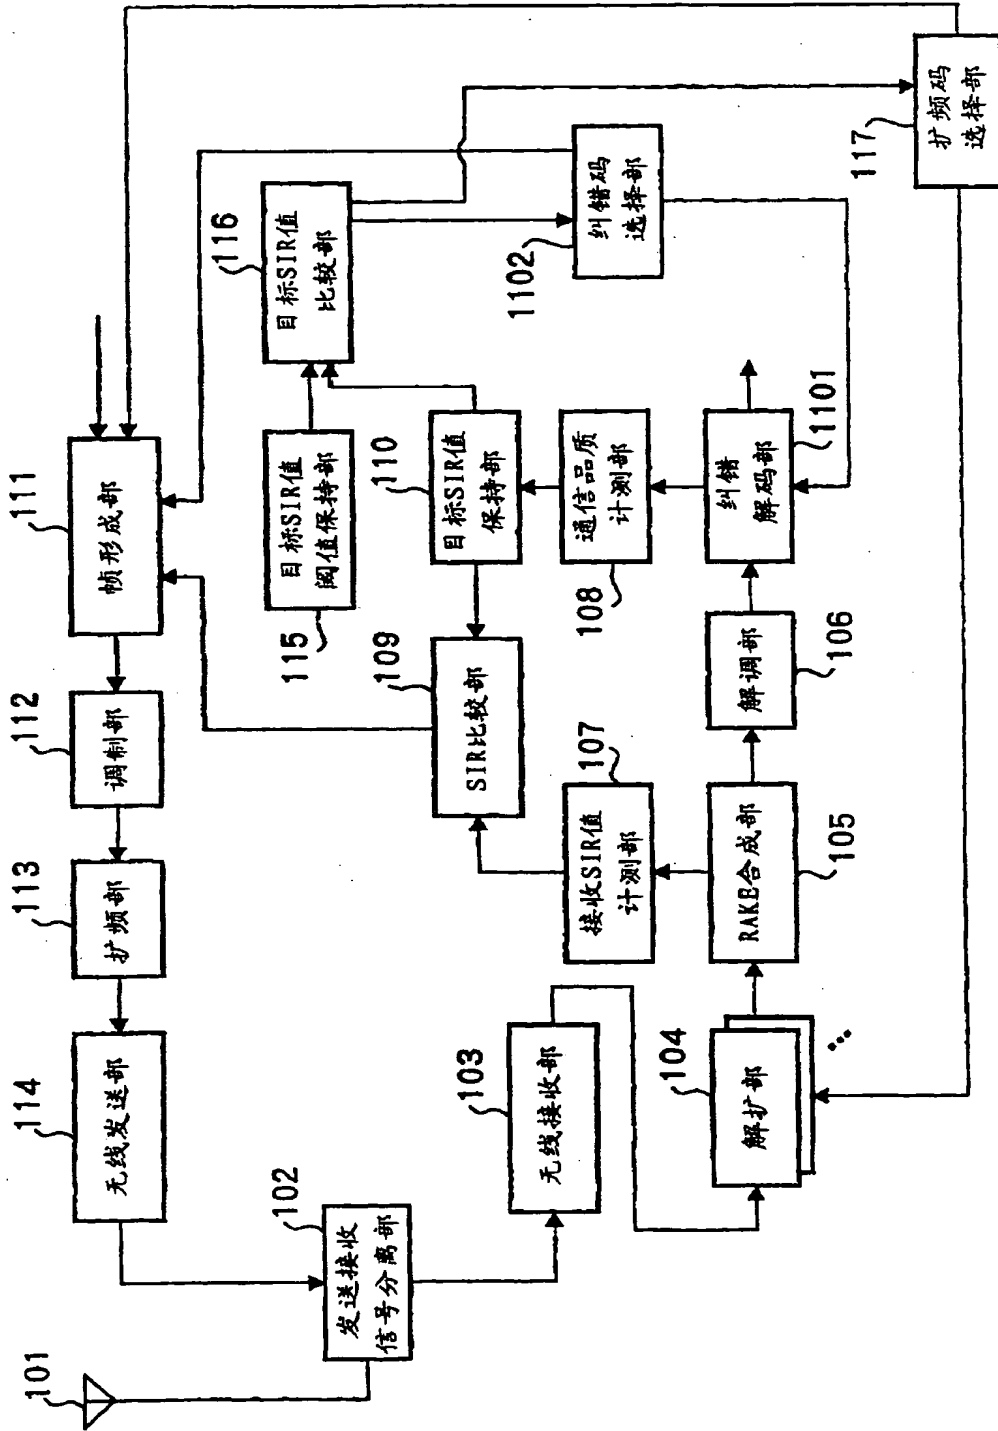 101
发送接收
信号分离部
102
无线发送部
114
扩频部
113
调制部
112
帧形成部
111
无线接收部
103
解扩部
104
...
RAKE合成部
105
接收SIR值
计测部
107
SIR比较部
109
解调部
106
纠错
解码部
1101
通信品质
计测部
108
目标SIR值
保持部
110
目标SIR值
阈值保持部
115
目标SIR值
比较部
116
纠错码
选择部
1102
扩频码
选择部
117